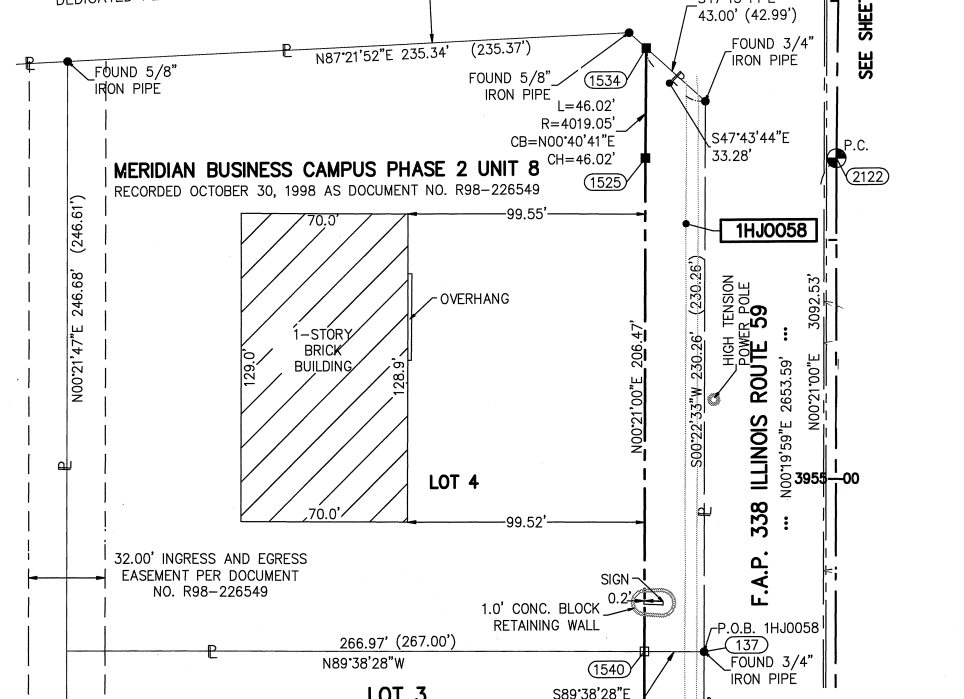 43.00' (42.99')
SEE SHEET
N87°21'52"E 235.34' (235.37')
FOUND 5/8"
IRON PIPE
FOUND 5/8"
IRON PIPE
1534
FOUND 3/4"
IRON PIPE
L=46.02'
R=4019.05'
CB=N00°40'41"E
CH=46.02'
1525
S47°43'44"E
33.28'
P.C.
2122
MERIDIAN BUSINESS CAMPUS PHASE 2 UNIT 8
RECORDED OCTOBER 30, 1998 AS DOCUMENT NO. R98-226549
N00°21'47"E 246.68' (246.61')
70.0'
99.55'
1HJ0058
OVERHANG
1-STORY
BRICK
BUILDING
129.0'
128.9'
N00°21'00"E 206.47'
S00°22'33"W 230.26' (230.26')
HIGH TENSION
POWER POLE
F.A.P. 338 ILLINOIS ROUTE 59
... N00°19'59"E 2653.59' ...
N00°21'00"E 3092.53'
3955-00
LOT 4
70.0'
99.52'
32.00' INGRESS AND EGRESS
EASEMENT PER DOCUMENT
NO. R98-226549
SIGN
0.2'
1.0' CONC. BLOCK
RETAINING WALL
P.O.B. 1HJ0058
137
FOUND 3/4"
IRON PIPE
266.97' (267.00')
N89°38'28"W
1540
S89°38'28"E
LOT 3